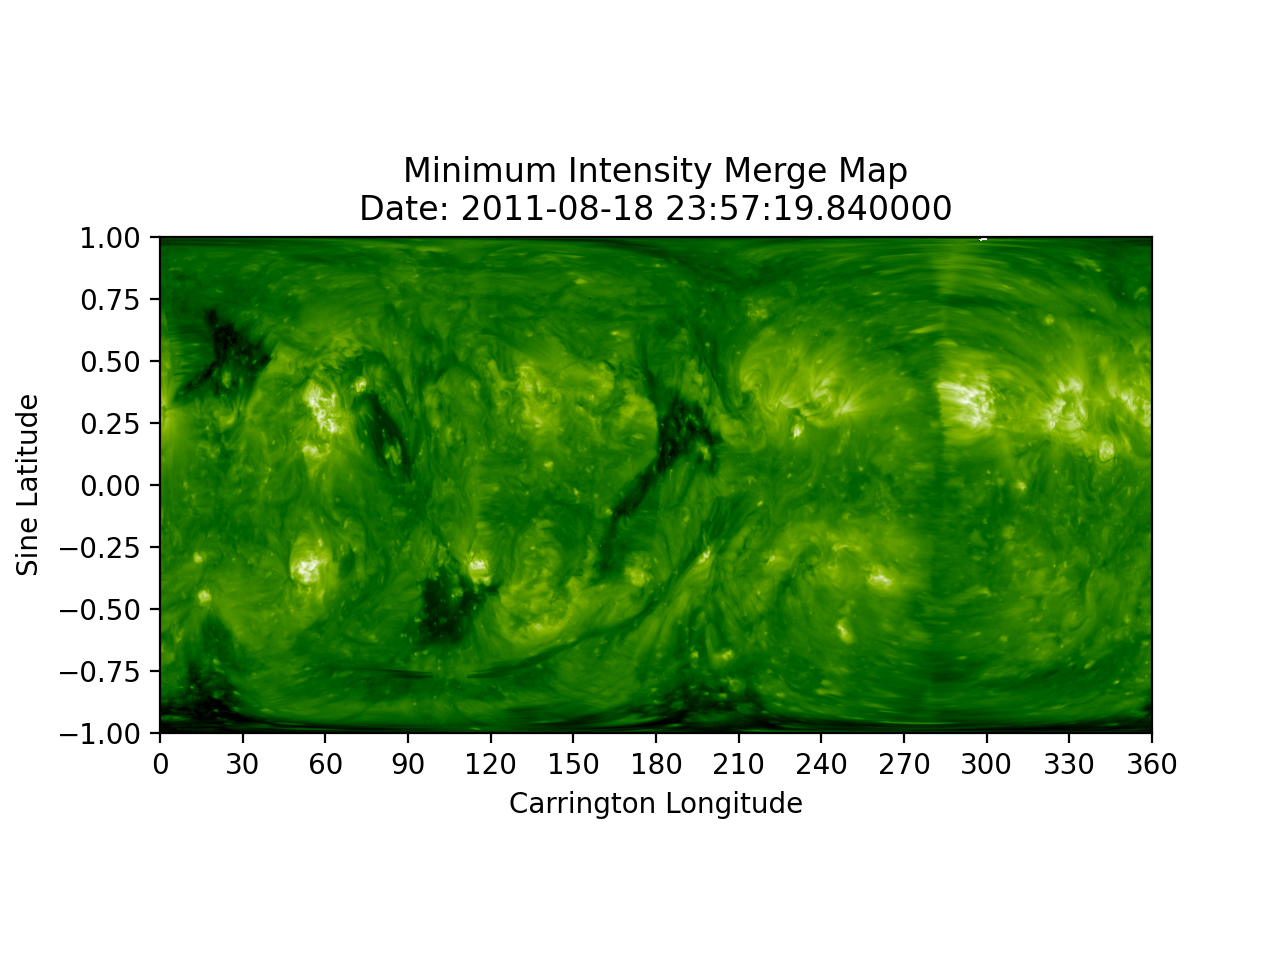 Minimum Intensity Merge Map
Date: 2011-08-18 23:57:19.840000
1.00
0.75
0.50
0.25
0.00
−0.25
−0.50
−0.75
−1.00
Sine Latitude
0 30 60 90 120 150 180 210 240 270 300 330 360
Carrington Longitude